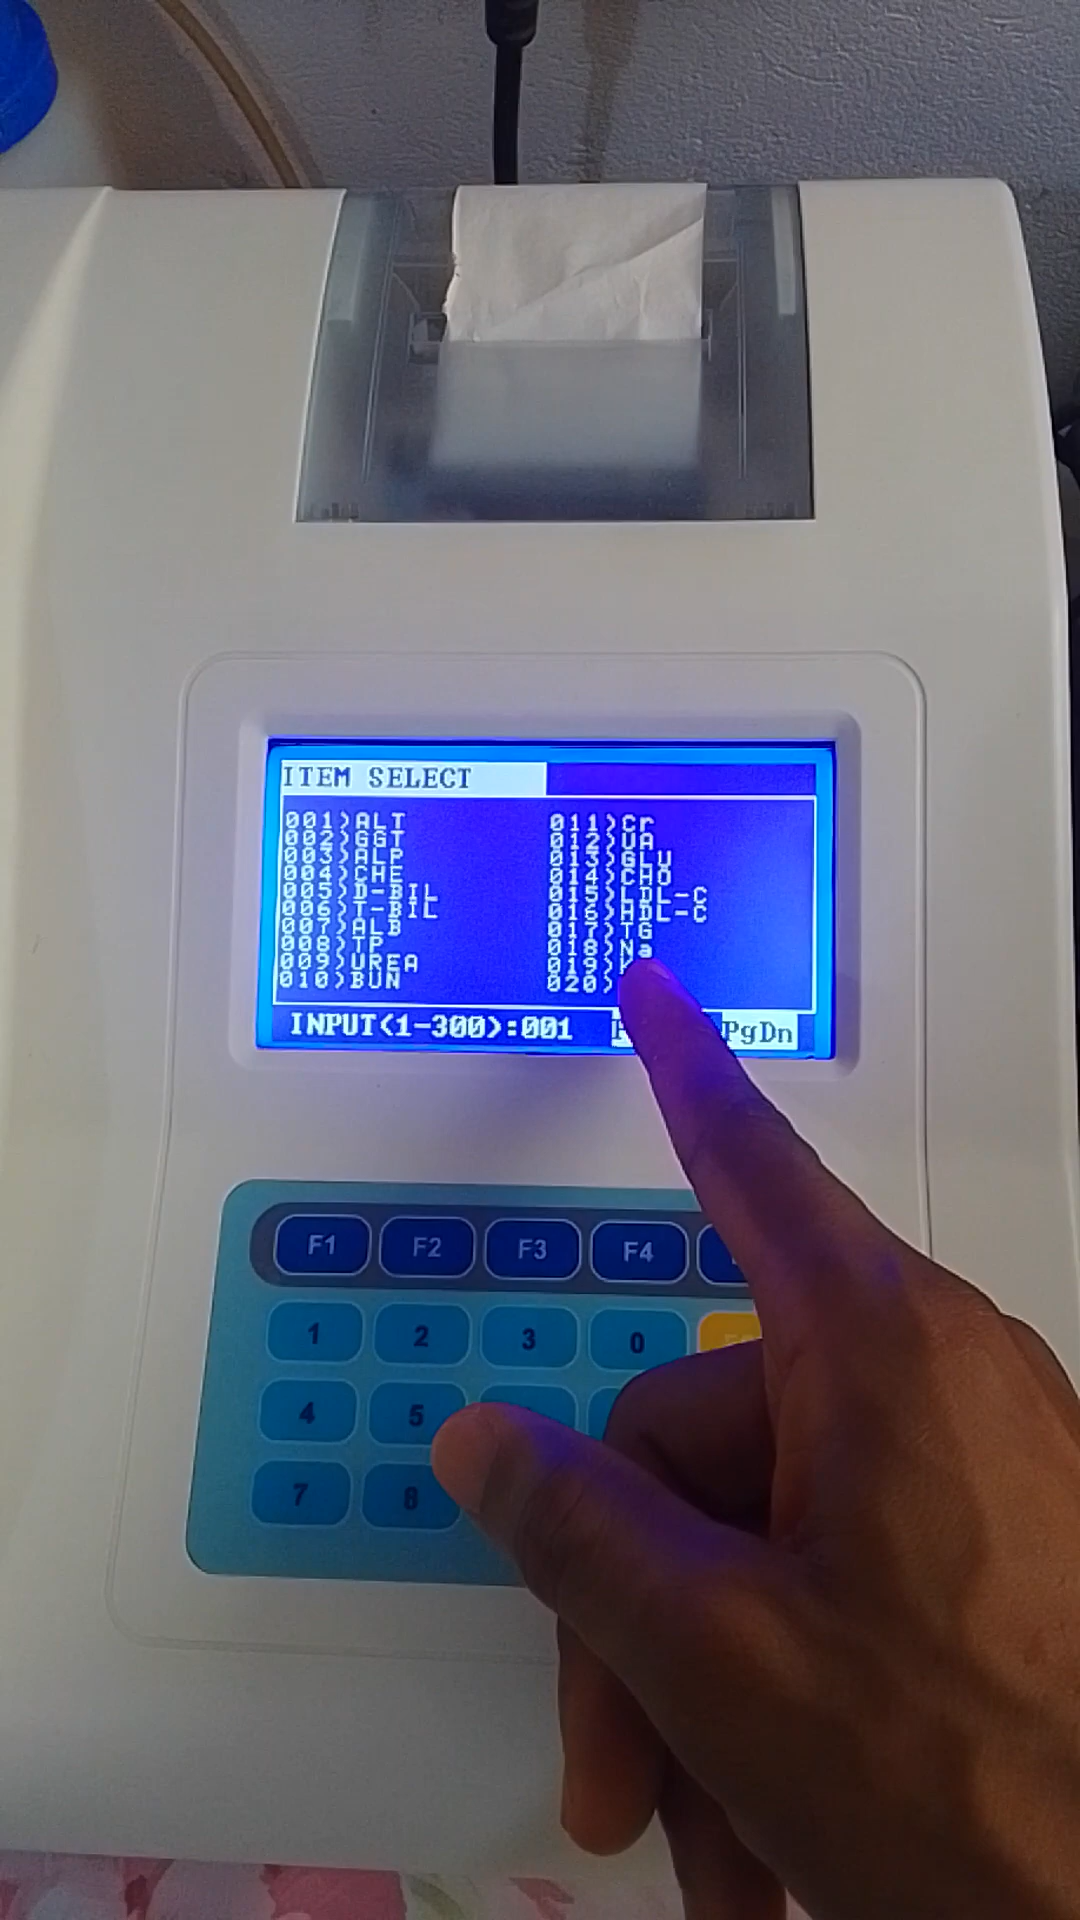 ITEM SELECT
001)ALT
002)GGT
003)ALP
004)CHE
005)D-BIL
006)T-BIL
007)ALB
008)TP
009)UREA
010)BUN
011)Cr
012)UA
013)GLU
014)CHO
015)LDL-C
016)HDL-C
017)TG
018)Na
019)K
020)
INPUT(1-300):001
PgDn
F1 F2 F3 F4
1 2 3 0
4 5
7 8